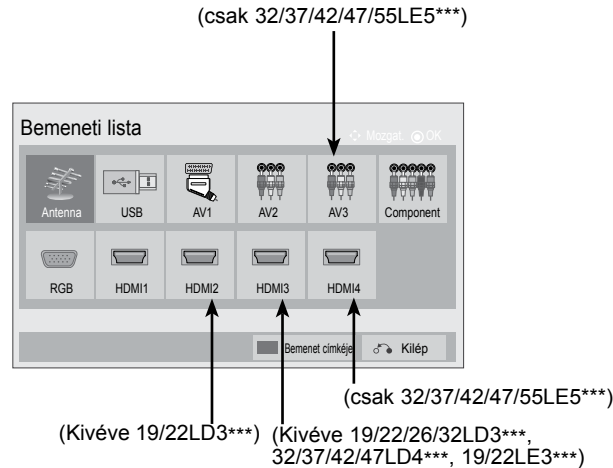 (csak 32/37/42/47/55LE5***)
Bemeneti lista
Mozgat. OK
Antenna
USB
AV1
AV2
AV3
Component
RGB
HDMI1
HDMI2
HDMI3
HDMI4
Bemenet címkéje
Kilép
(csak 32/37/42/47/55LE5***)
(Kivéve 19/22LD3***)
(Kivéve 19/22/26/32LD3***,
32/37/42/47LD4***, 19/22LE3***)